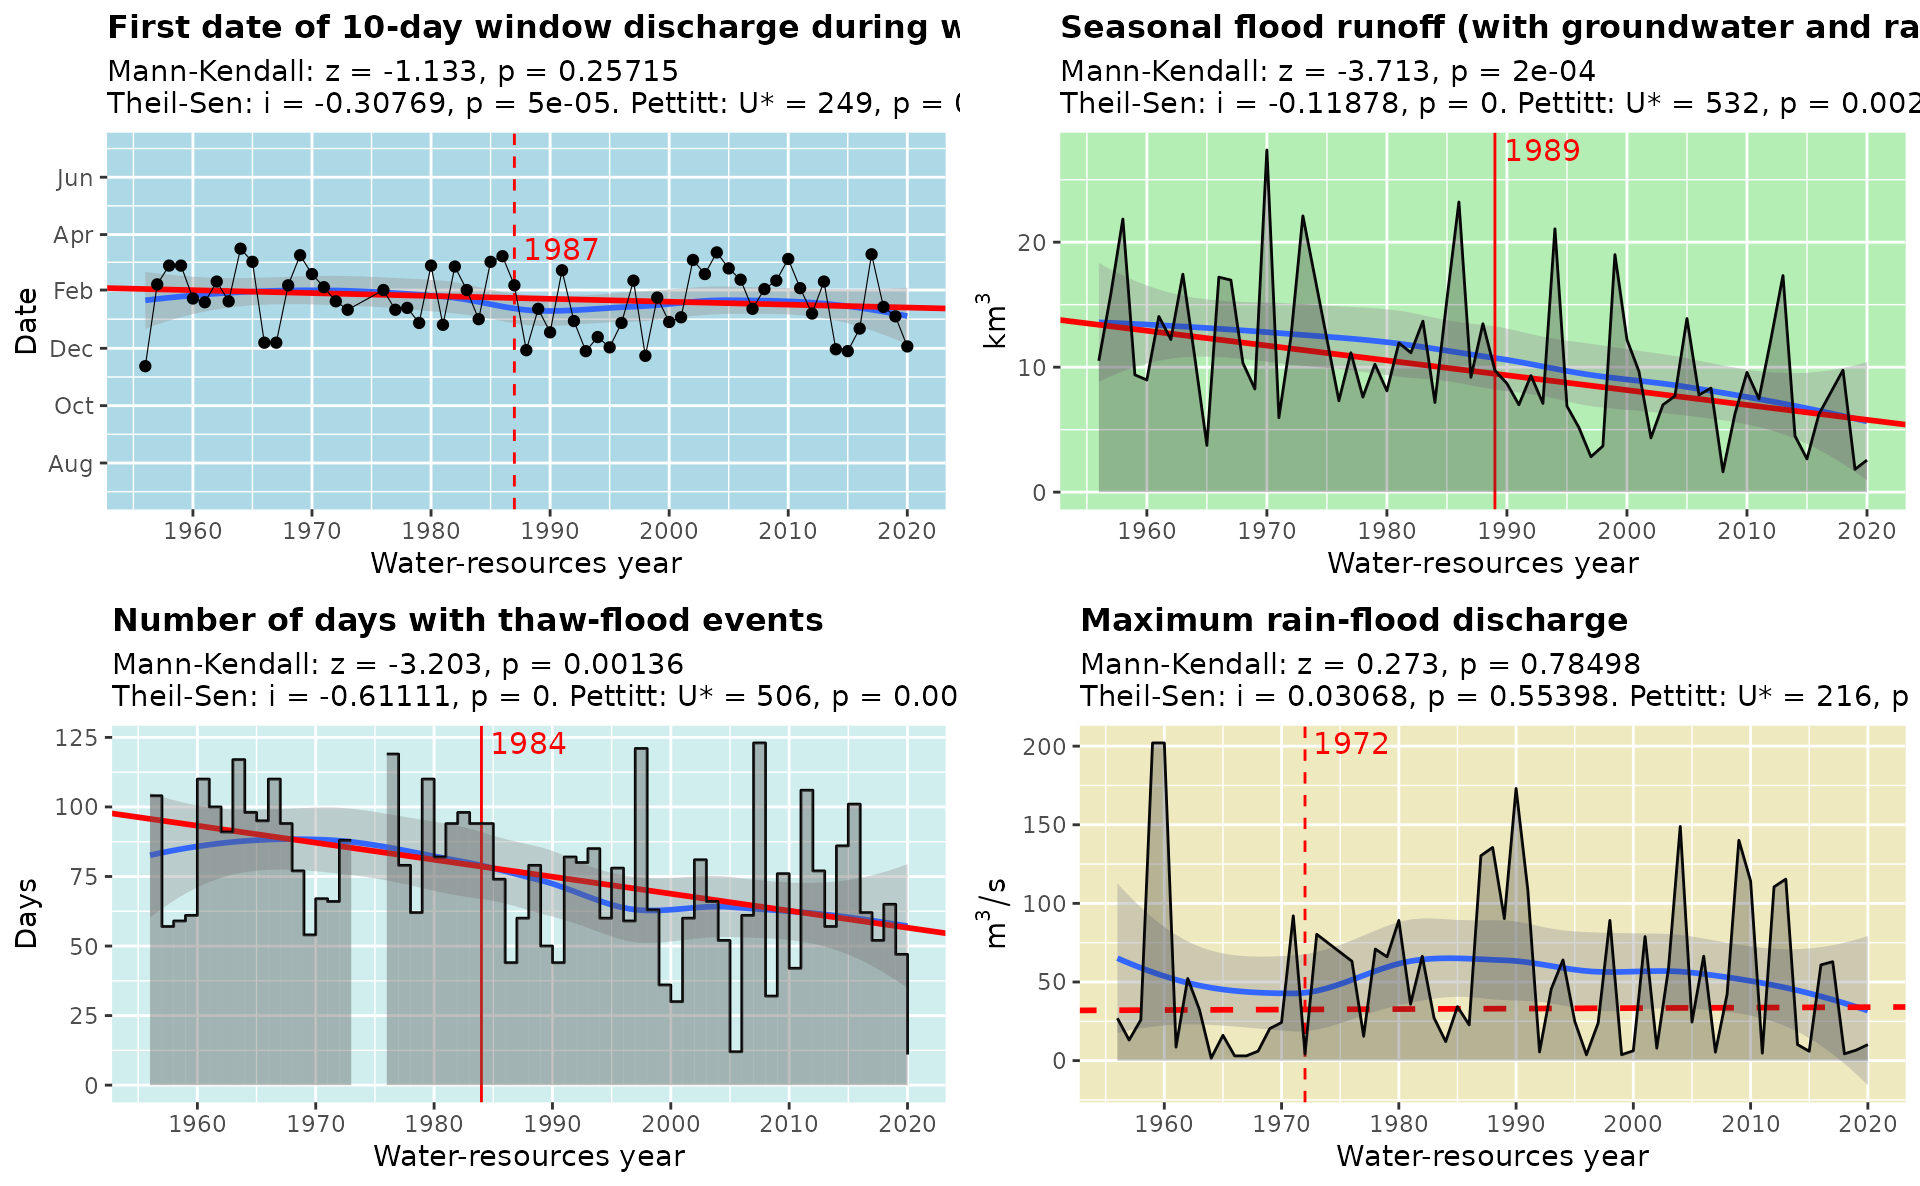 First date of 10-day window discharge during
Mann-Kendall: z = -1.133, p = 0.25715
Theil-Sen: i = -0.30769, p = 5e-05. Pettitt: U* = 249, p =
Jun
Apr
Feb
Dec
Oct
Aug
Date
1987
1960 1970 1980 1990 2000 2010 2020
Water-resources year
Seasonal flood runoff (with groundwater and ra
Mann-Kendall: z = -3.713, p = 2e-04
Theil-Sen: i = -0.11878, p = 0. Pettitt: U* = 532, p = 0.002
20
10
0
km³
1989
1960 1970 1980 1990 2000 2010 2020
Water-resources year
Number of days with thaw-flood events
Mann-Kendall: z = -3.203, p = 0.00136
Theil-Sen: i = -0.61111, p = 0. Pettitt: U* = 506, p = 0.00
125
100
75
50
25
0
Days
1984
1960 1970 1980 1990 2000 2010 2020
Water-resources year
Maximum rain-flood discharge
Mann-Kendall: z = 0.273, p = 0.78498
Theil-Sen: i = 0.03068, p = 0.55398. Pettitt: U* = 216, p
200
150
100
50
0
m³/s
1972
1960 1970 1980 1990 2000 2010 2020
Water-resources year